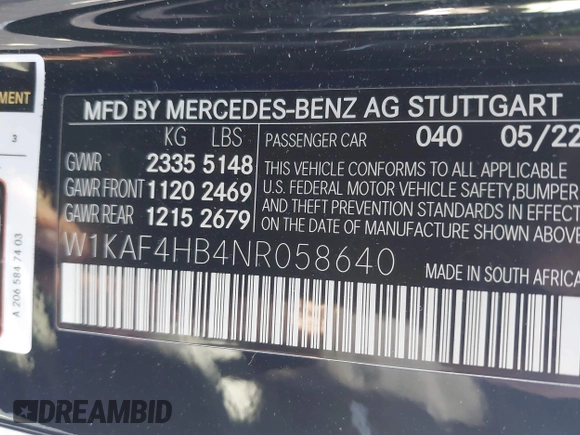 MENT
3
A 206 584 74 03
MFD BY MERCEDES-BENZ AG STUTTGART
KG LBS PASSENGER CAR 040 05/22
GVWR 2335 5148
GAWR FRONT 1120 2469
GAWR REAR 1215 2679
THIS VEHICLE CONFORMS TO ALL APPLICABLE
U.S. FEDERAL MOTOR VEHICLE SAFETY, BUMPER
AND THEFT PREVENTION STANDARDS IN EFFECT
ON THE DATE OF MANUFACTURE SHOWN ABOVE
W1KAF4HB4NR058640
MADE IN SOUTH AFRICA
DREAMBID